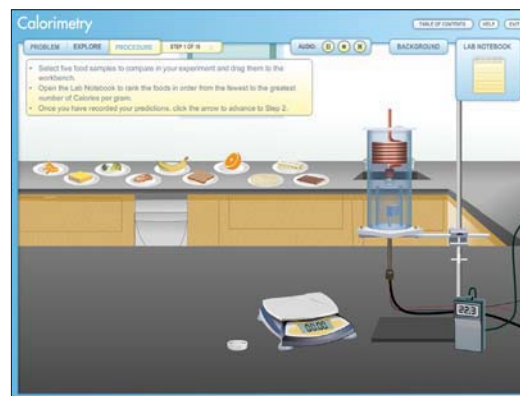 Calorimetry
TABLE OF CONTENTS HELP EXIT
PROBLEM EXPLORE PROCEDURE STEP 1 OF 16 AUDIO: BACKGROUND LAB NOTEBOOK
• Select five food samples to compare in your experiment and drag them to the
workbench.
• Open the Lab Notebook to rank the foods in order from the fewest to the greatest
number of Calories per gram.
• Once you have recorded your predictions, click the arrow to advance to Step 2.
22.3
00.00